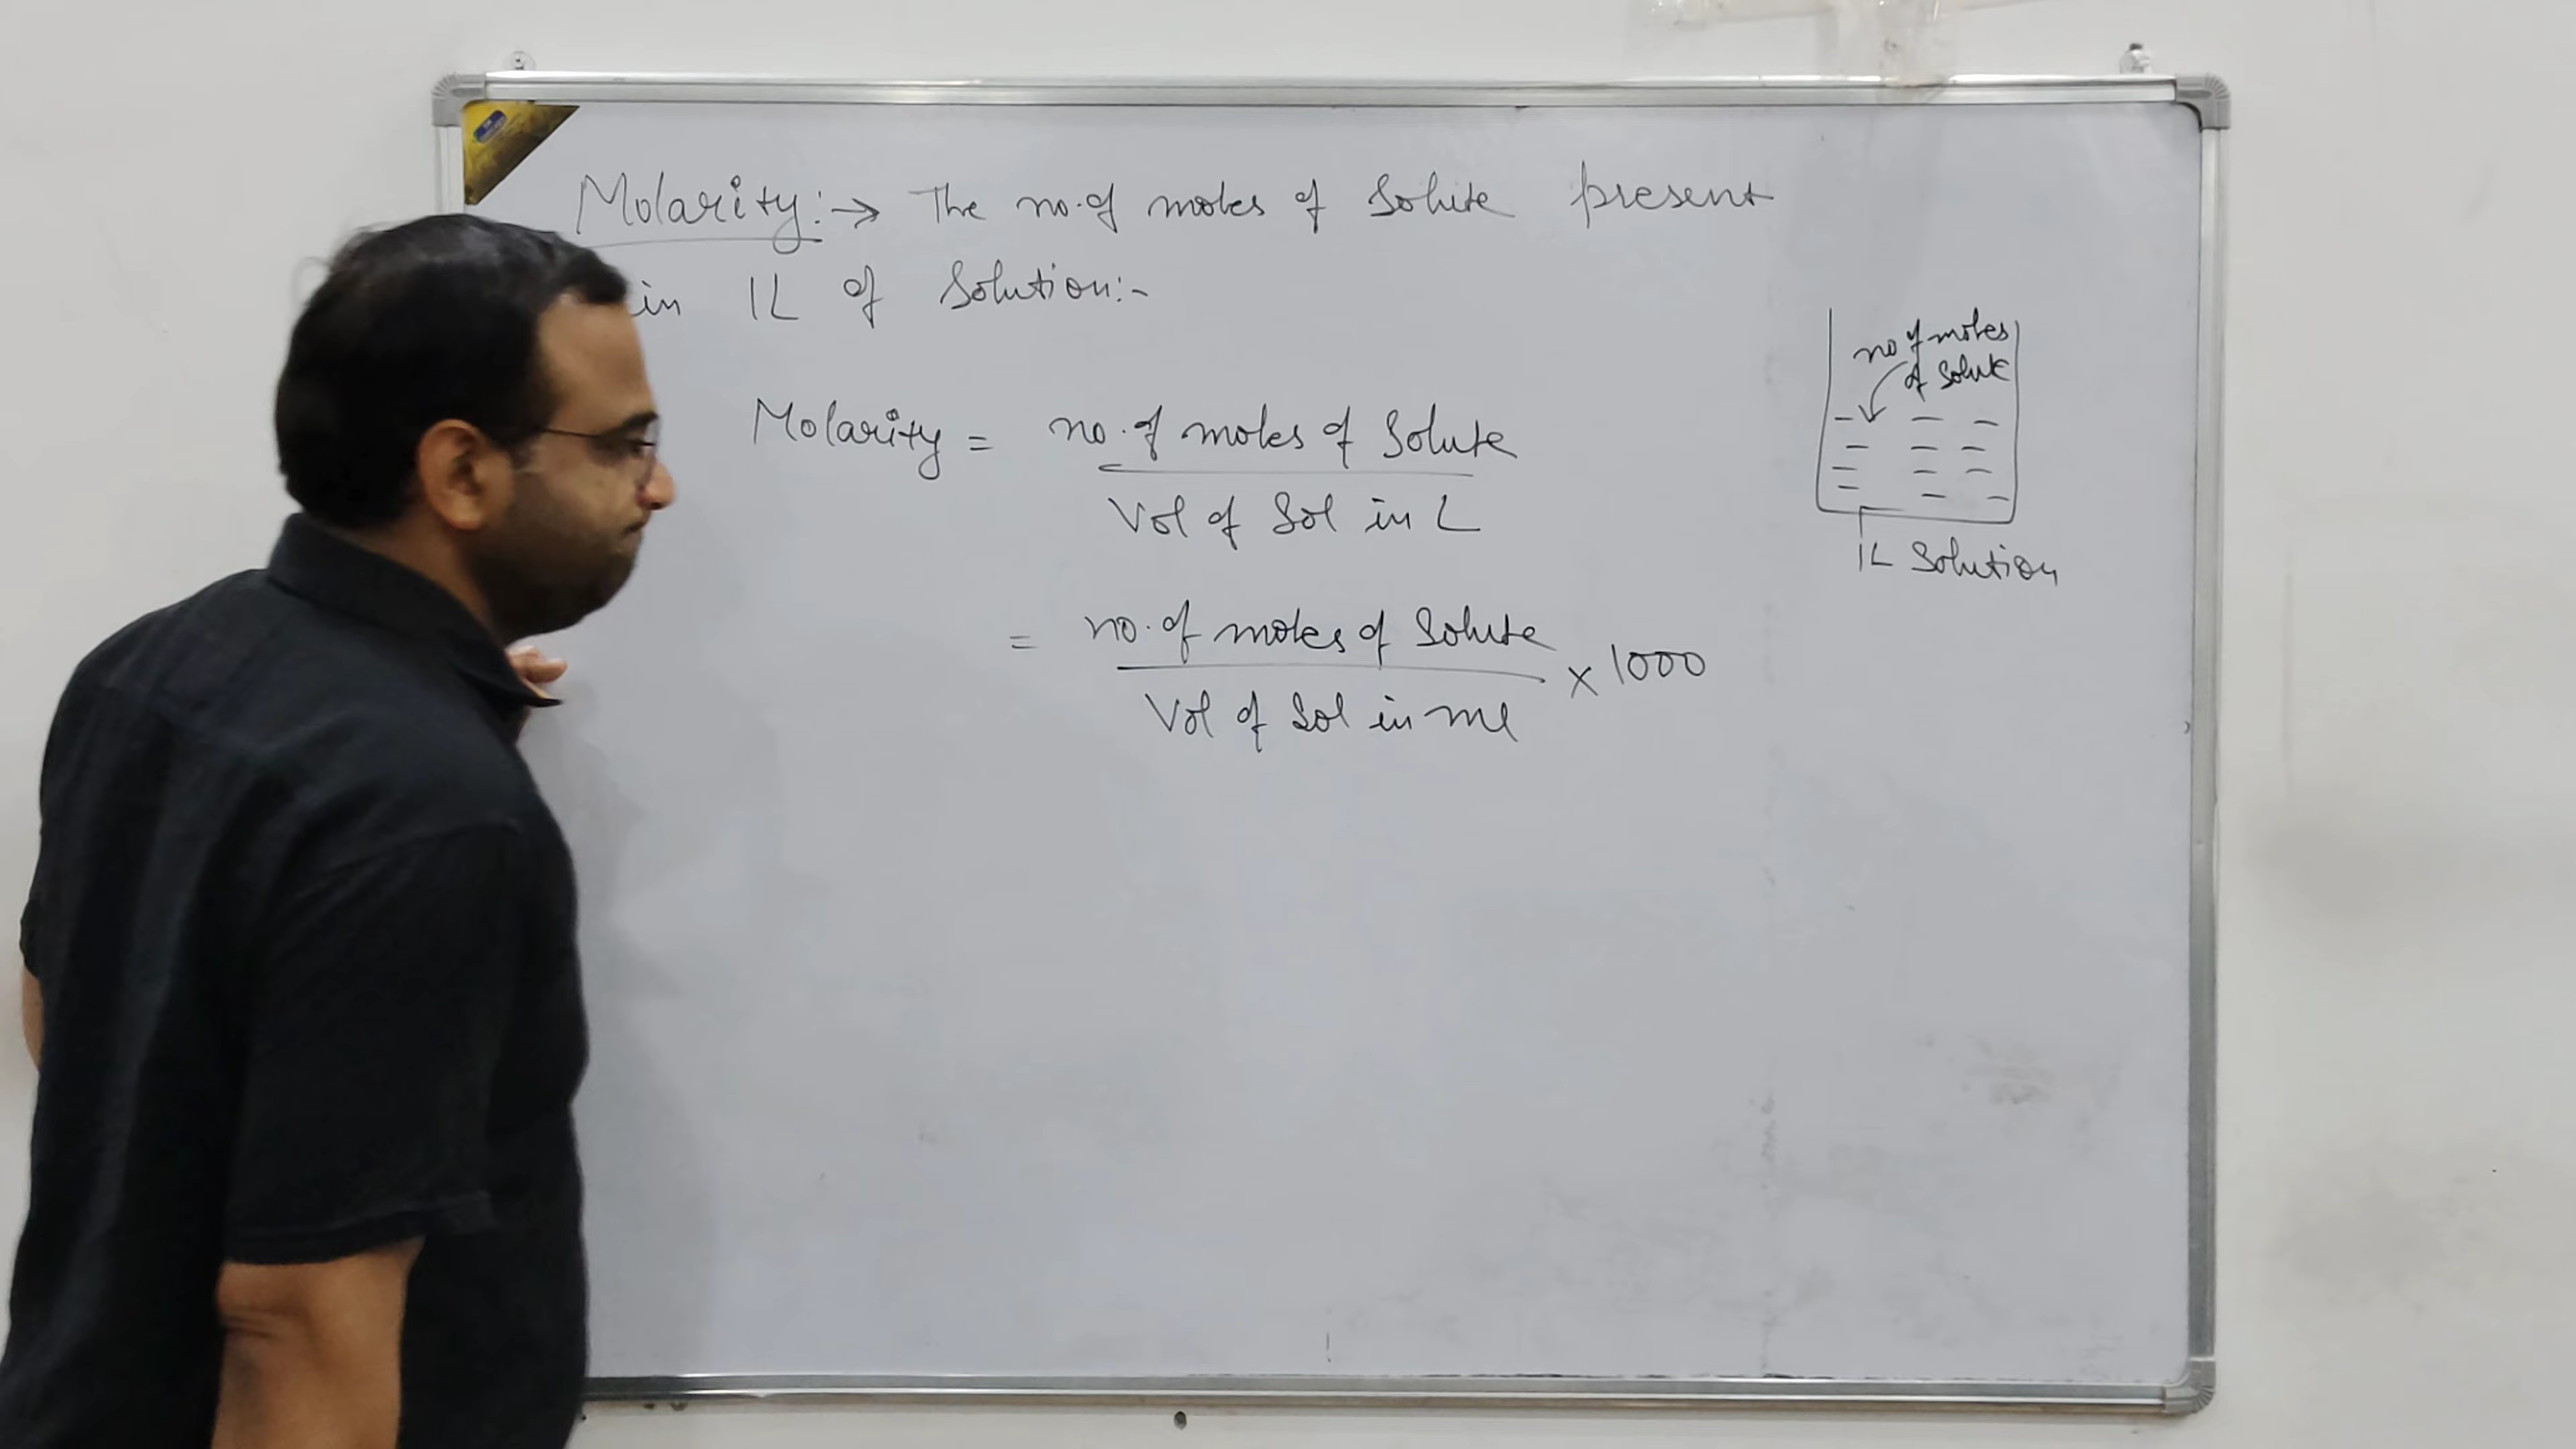 Molarity:→ The no. of moles of Solute present
in 1L of Solution:-
no of moles
of Solute
Molarity = no. of moles of Solute
Vol of Sol in L
1L Solution
= no. of moles of Solute
× 1000
Vol of Sol in ml